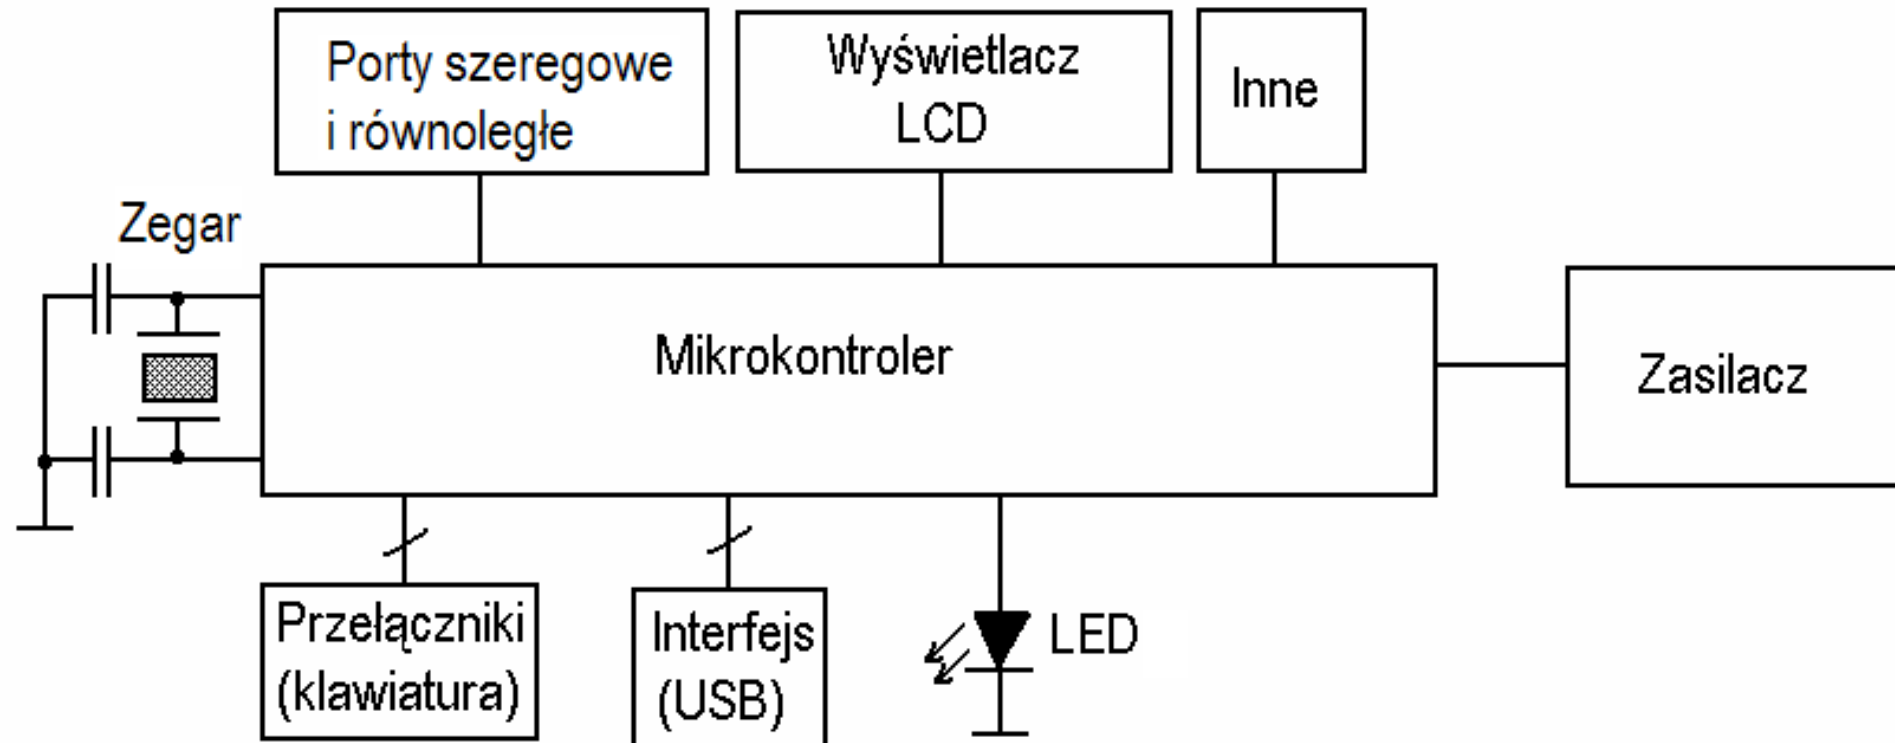 Porty szeregowe
i równoległe
Wyświetlacz
LCD
Inne
Zegar
Mikrokontroler
Zasilacz
Przełączniki
(klawiatura)
Interfejs
(USB)
LED